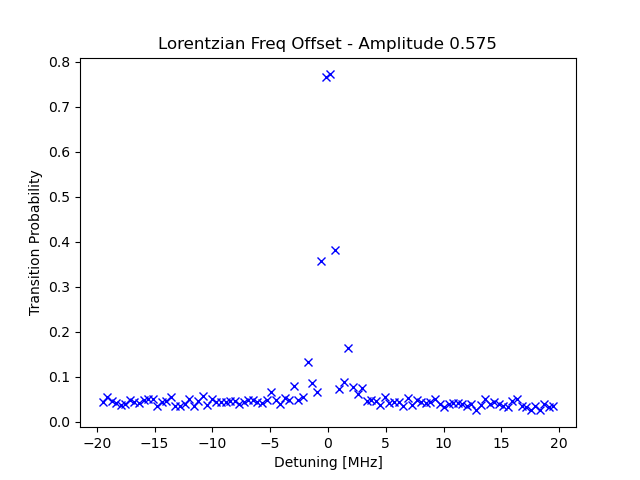 Lorentzian Freq Offset - Amplitude 0.575
0.8
0.7
0.6
0.5
0.4
0.3
0.2
0.1
0.0
Transition Probability
−20 −15 −10 −5 0 5 10 15 20
Detuning [MHz]